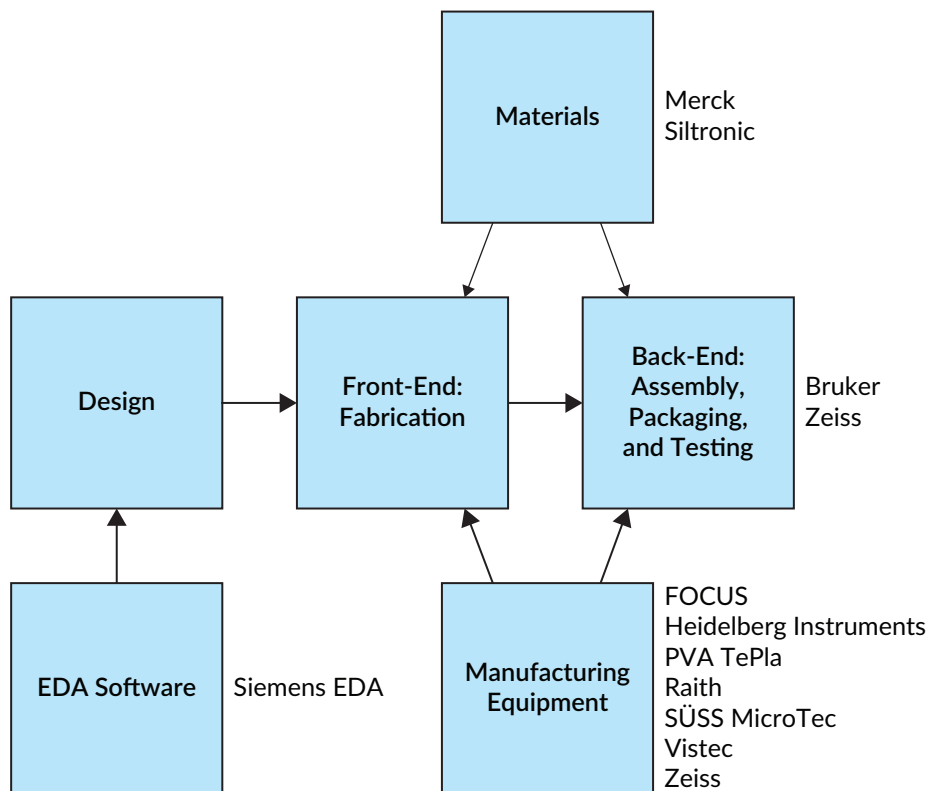 Materials
Merck
Siltronic
Design
Front-End:
Fabrication
Back-End:
Assembly,
Packaging,
and Testing
Bruker
Zeiss
EDA Software
Siemens EDA
Manufacturing
Equipment
FOCUS
Heidelberg Instruments
PVA TePla
Raith
SÜSS MicroTec
Vistec
Zeiss